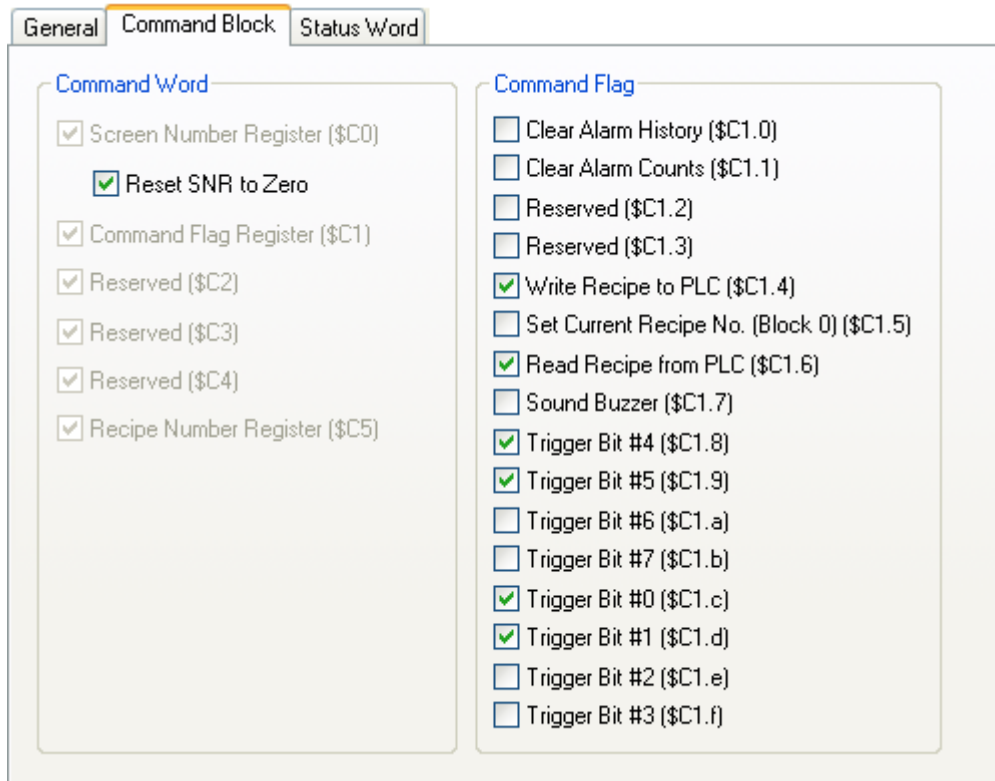 General Command Block Status Word
Command Word
Screen Number Register ($C0)
Reset SNR to Zero
Command Flag Register ($C1)
Reserved ($C2)
Reserved ($C3)
Reserved ($C4)
Recipe Number Register ($C5)
Command Flag
Clear Alarm History ($C1.0)
Clear Alarm Counts ($C1.1)
Reserved ($C1.2)
Reserved ($C1.3)
Write Recipe to PLC ($C1.4)
Set Current Recipe No. (Block 0) ($C1.5)
Read Recipe from PLC ($C1.6)
Sound Buzzer ($C1.7)
Trigger Bit #4 ($C1.8)
Trigger Bit #5 ($C1.9)
Trigger Bit #6 ($C1.a)
Trigger Bit #7 ($C1.b)
Trigger Bit #0 ($C1.c)
Trigger Bit #1 ($C1.d)
Trigger Bit #2 ($C1.e)
Trigger Bit #3 ($C1.f)